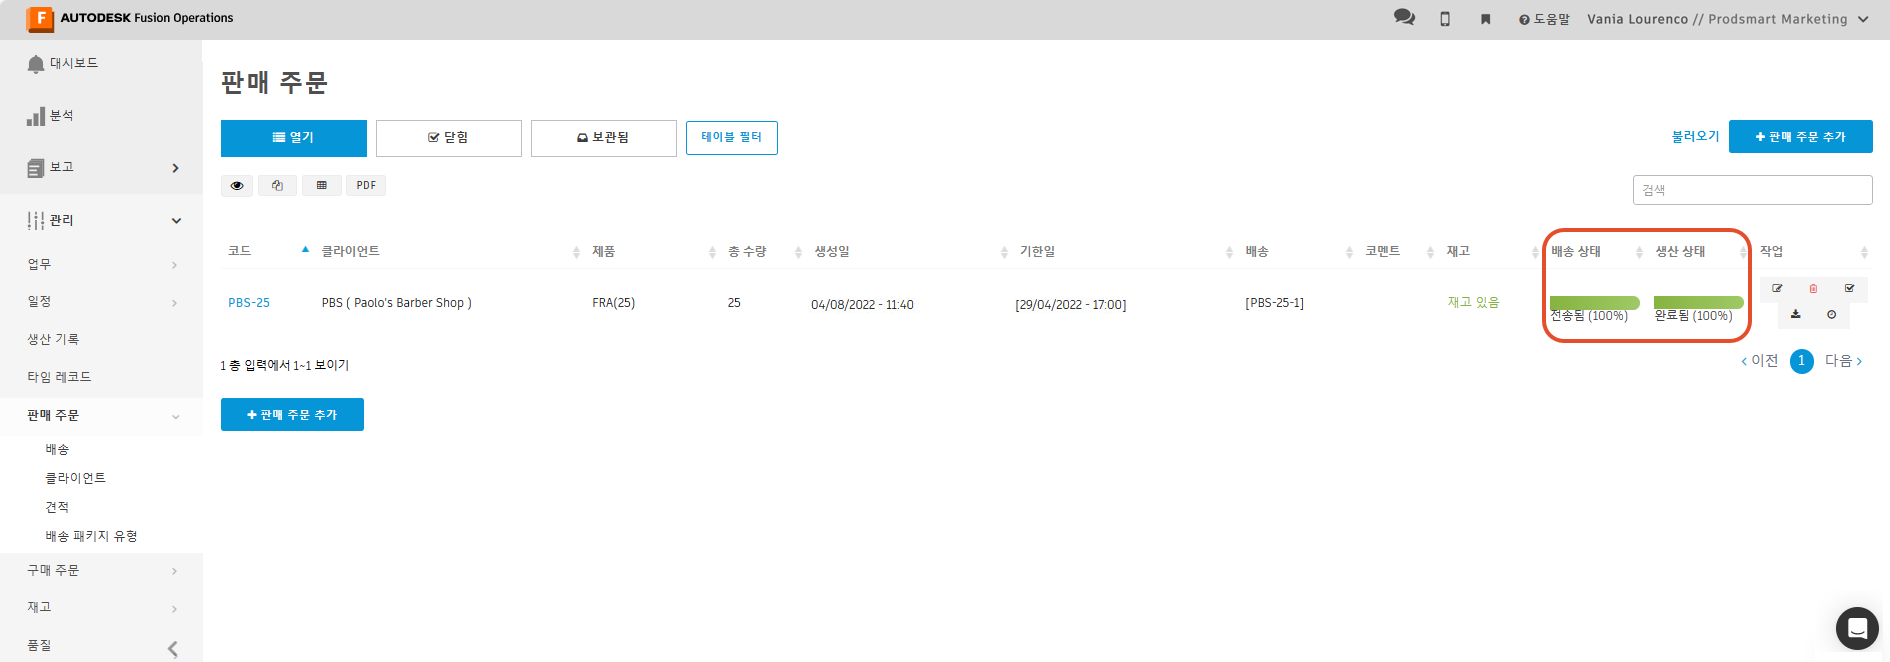 F AUTODESK Fusion Operations
도움말 Vania Lourenco // Prodsmart Marketing
대시보드
분석
보고
관리
업무
일정
생산 기록
타임 레코드
판매 주문
배송
클라이언트
견적
배송 패키지 유형
구매 주문
재고
품질
판매 주문
열기 닫힘 보관됨 테이블 필터
불러오기 판매 주문 추가
PDF
검색
코드 클라이언트 제품 총 수량 생성일 기한일 배송 코멘트 재고 배송 상태 생산 상태 작업
PBS-25 PBS ( Paolo's Barber Shop ) FRA(25) 25 04/08/2022 - 11:40 [29/04/2022 - 17:00] [PBS-25-1] 재고 있음
전송됨 (100%) 완료됨 (100%)
1 총 입력에서 1~1 보이기
이전 1 다음
판매 주문 추가